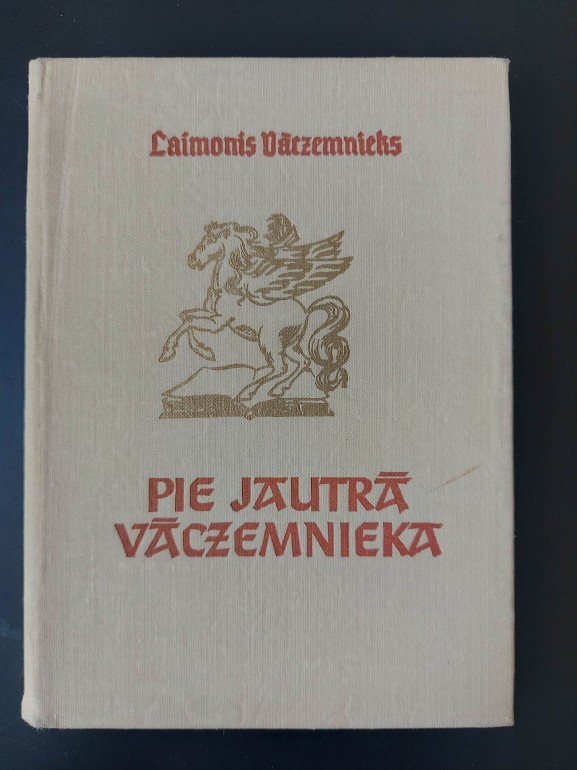 Laimonis Vāczemnieks
PIE JAUTRĀ
VĀCZEMNIEKA